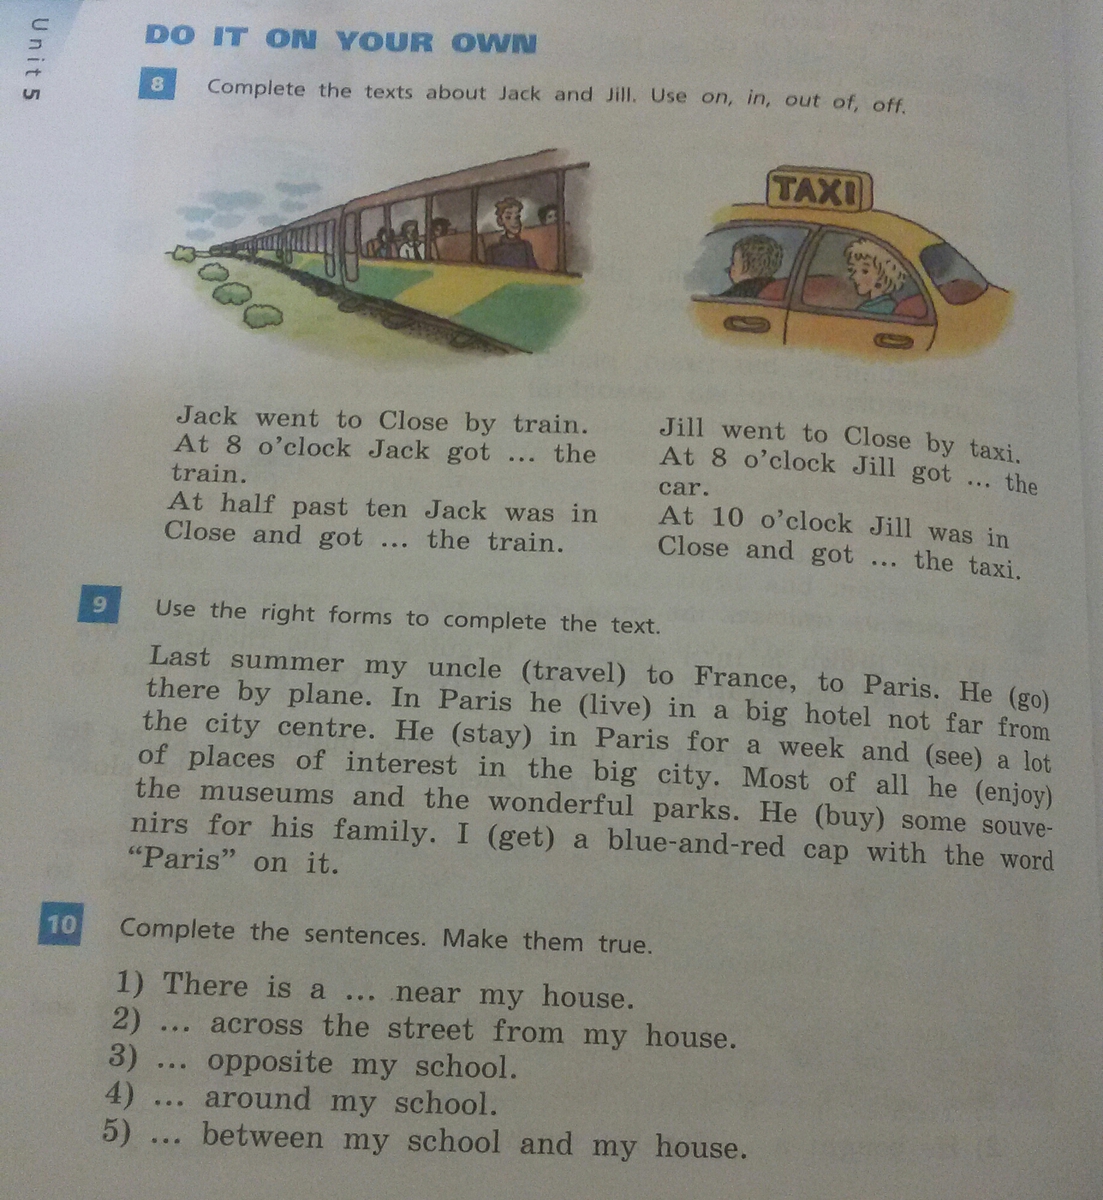 Unit 5
DO IT ON YOUR OWN
8 Complete the texts about Jack and Jill. Use on, in, out of, off.
TAXI
Jack went to Close by train.
At 8 o'clock Jack got ... the
train.
At half past ten Jack was in
Close and got ... the train.
Jill went to Close by taxi.
At 8 o'clock Jill got ... the
car.
At 10 o'clock Jill was in
Close and got ... the taxi.
9 Use the right forms to complete the text.
Last summer my uncle (travel) to France, to Paris. He (go)
there by plane. In Paris he (live) in a big hotel not far from
the city centre. He (stay) in Paris for a week and (see) a lot
of places of interest in the big city. Most of all he (enjoy)
the museums and the wonderful parks. He (buy) some souve-
nirs for his family. I (get) a blue-and-red cap with the word
“Paris” on it.
10 Complete the sentences. Make them true.
1) There is a ... near my house.
2) ... across the street from my house.
3) ... opposite my school.
4) ... around my school.
5) ... between my school and my house.